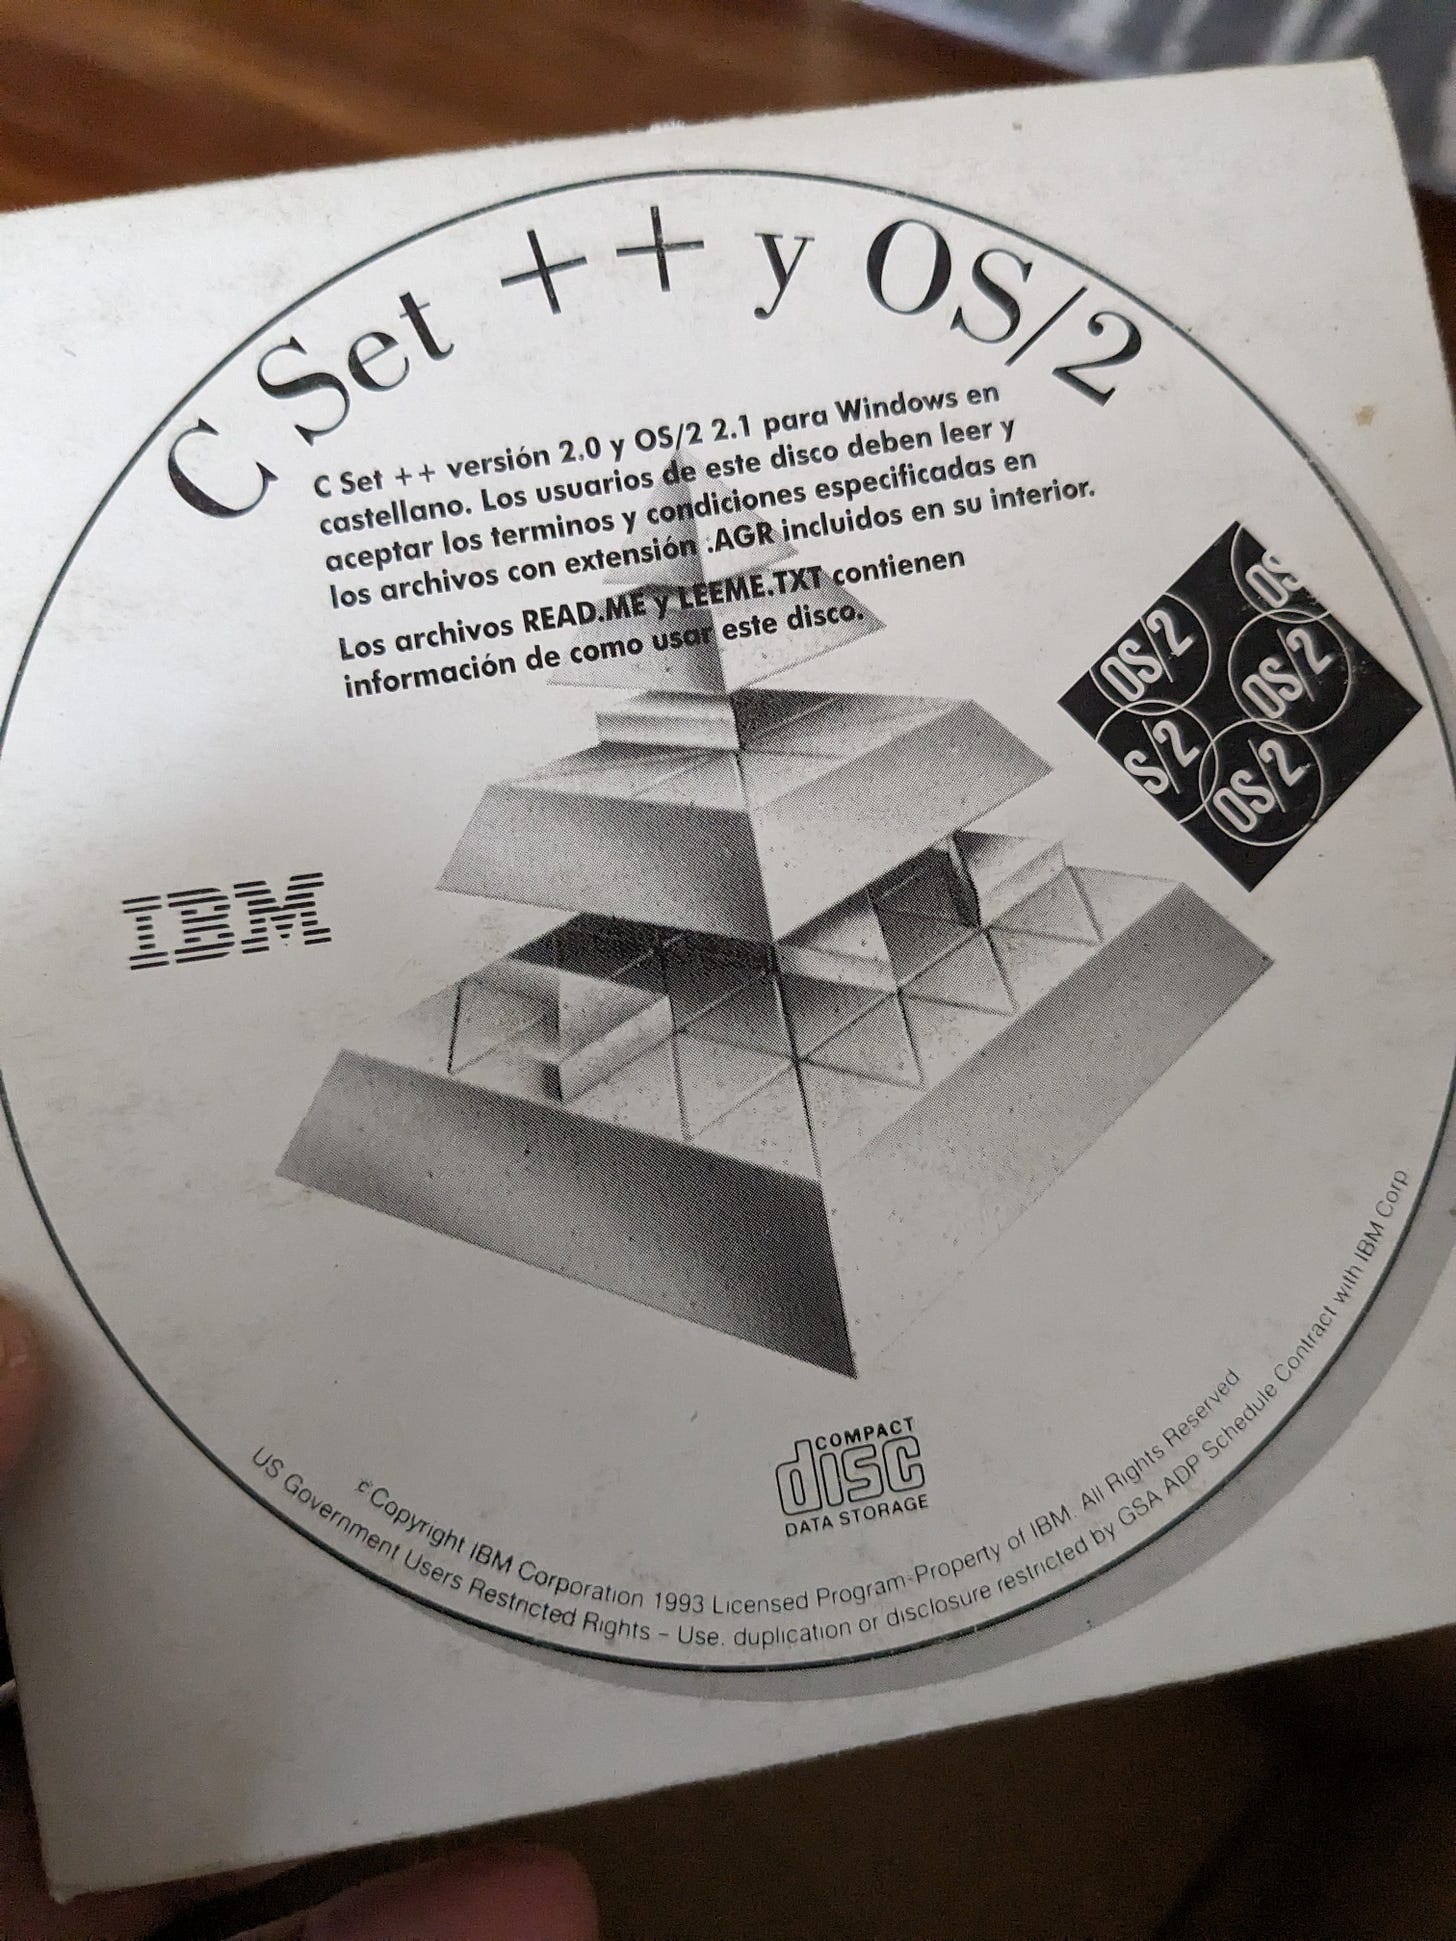 C Set ++ y OS/2
C Set ++ versión 2.0 y OS/2 2.1 para Windows en
castellano. Los usuarios de este disco deben leer y
aceptar los terminos y condiciones especificadas en
los archivos con extensión .AGR incluidos en su interior.
Los archivos READ.ME y LEEME.TXT contienen
información de como usar este disco.
OS
OS/2
OS/2
S/2
OS/2
IBM
COMPACT
disc
DATA STORAGE
© Copyright IBM Corporation 1993 Licensed Program-Property of IBM. All Rights Reserved
US Government Users Restricted Rights – Use, duplication or disclosure restricted by GSA ADP Schedule Contract with IBM Corp